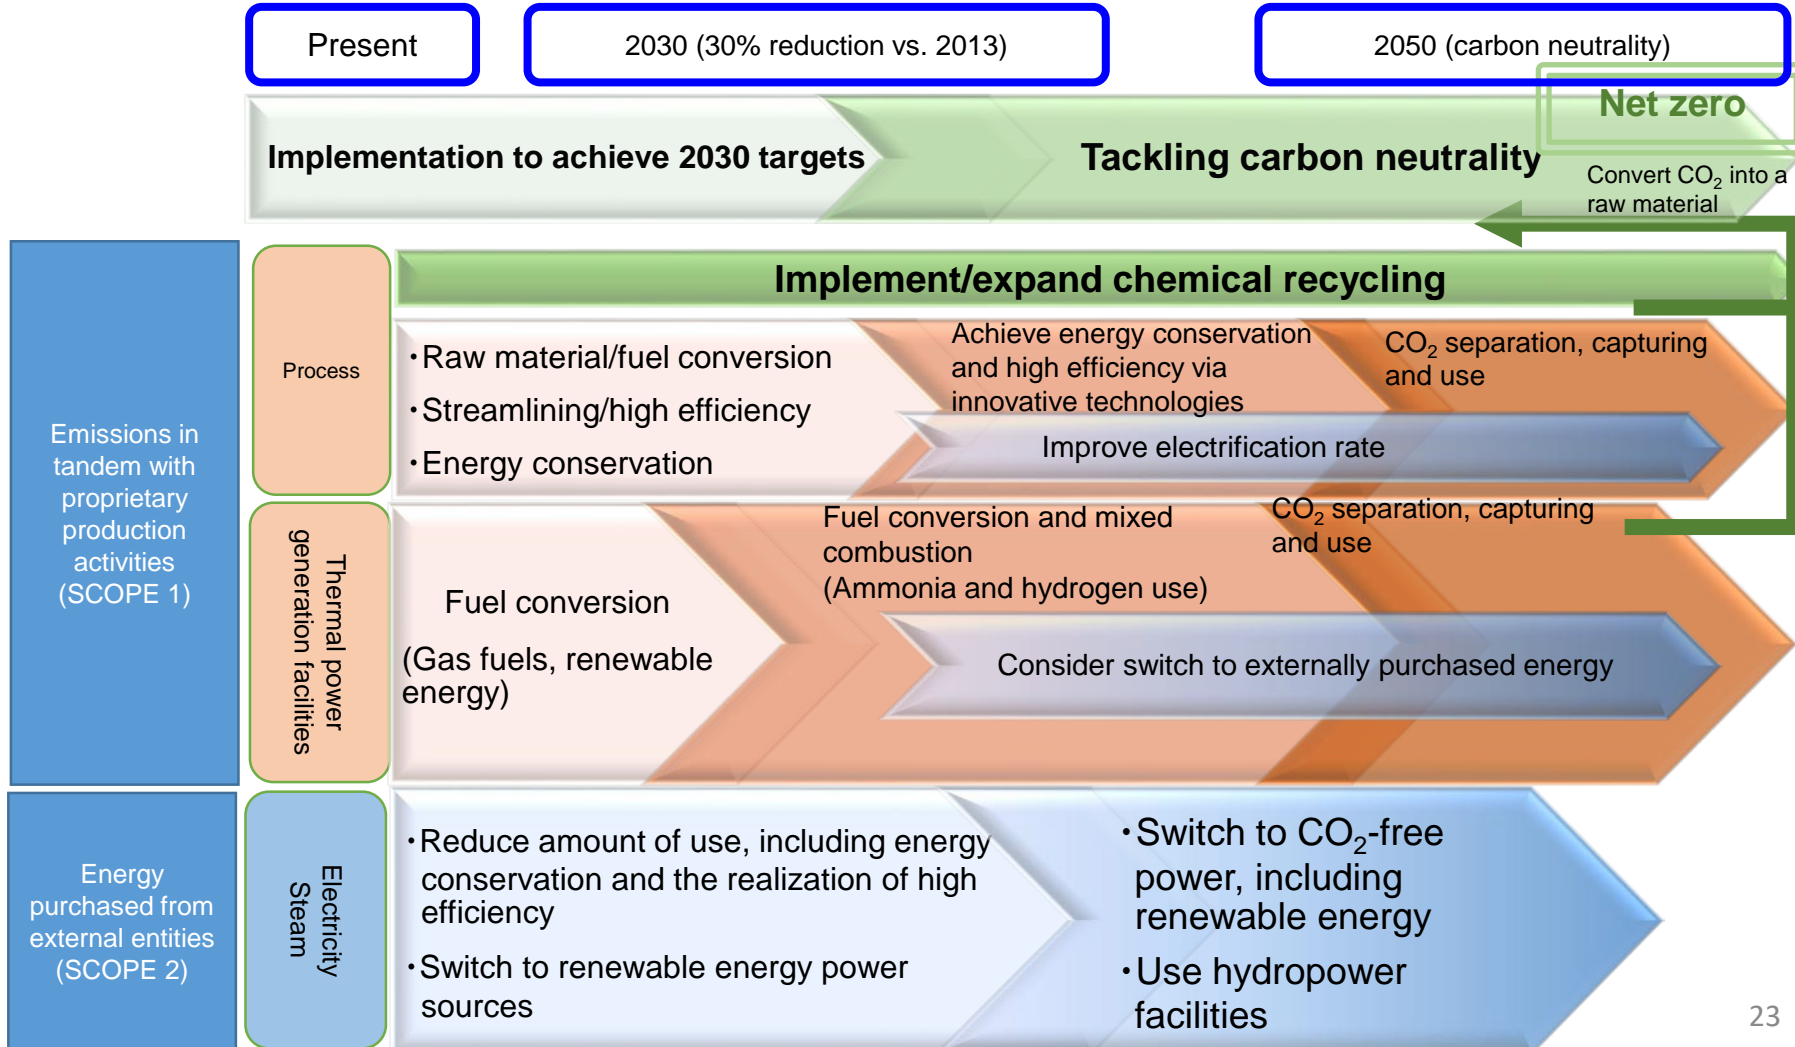 Present
2030 (30% reduction vs. 2013)
2050 (carbon neutrality)
Net zero
Implementation to achieve 2030 targets
Tackling carbon neutrality
Convert CO₂ into a
raw material
Implement/expand chemical recycling
Emissions in
tandem with
proprietary
production
activities
(SCOPE 1)
Process
・Raw material/fuel conversion
・Streamlining/high efficiency
・Energy conservation
Achieve energy conservation
and high efficiency via
innovative technologies
CO₂ separation, capturing
and use
Improve electrification rate
Thermal power
generation facilities
Fuel conversion
(Gas fuels, renewable
energy)
Fuel conversion and mixed
combustion
(Ammonia and hydrogen use)
CO₂ separation, capturing
and use
Consider switch to externally purchased energy
Energy
purchased from
external entities
(SCOPE 2)
Electricity
Steam
・Reduce amount of use, including energy
conservation and the realization of high
efficiency
・Switch to renewable energy power
sources
・Switch to CO₂-free
power, including
renewable energy
・Use hydropower
facilities
23